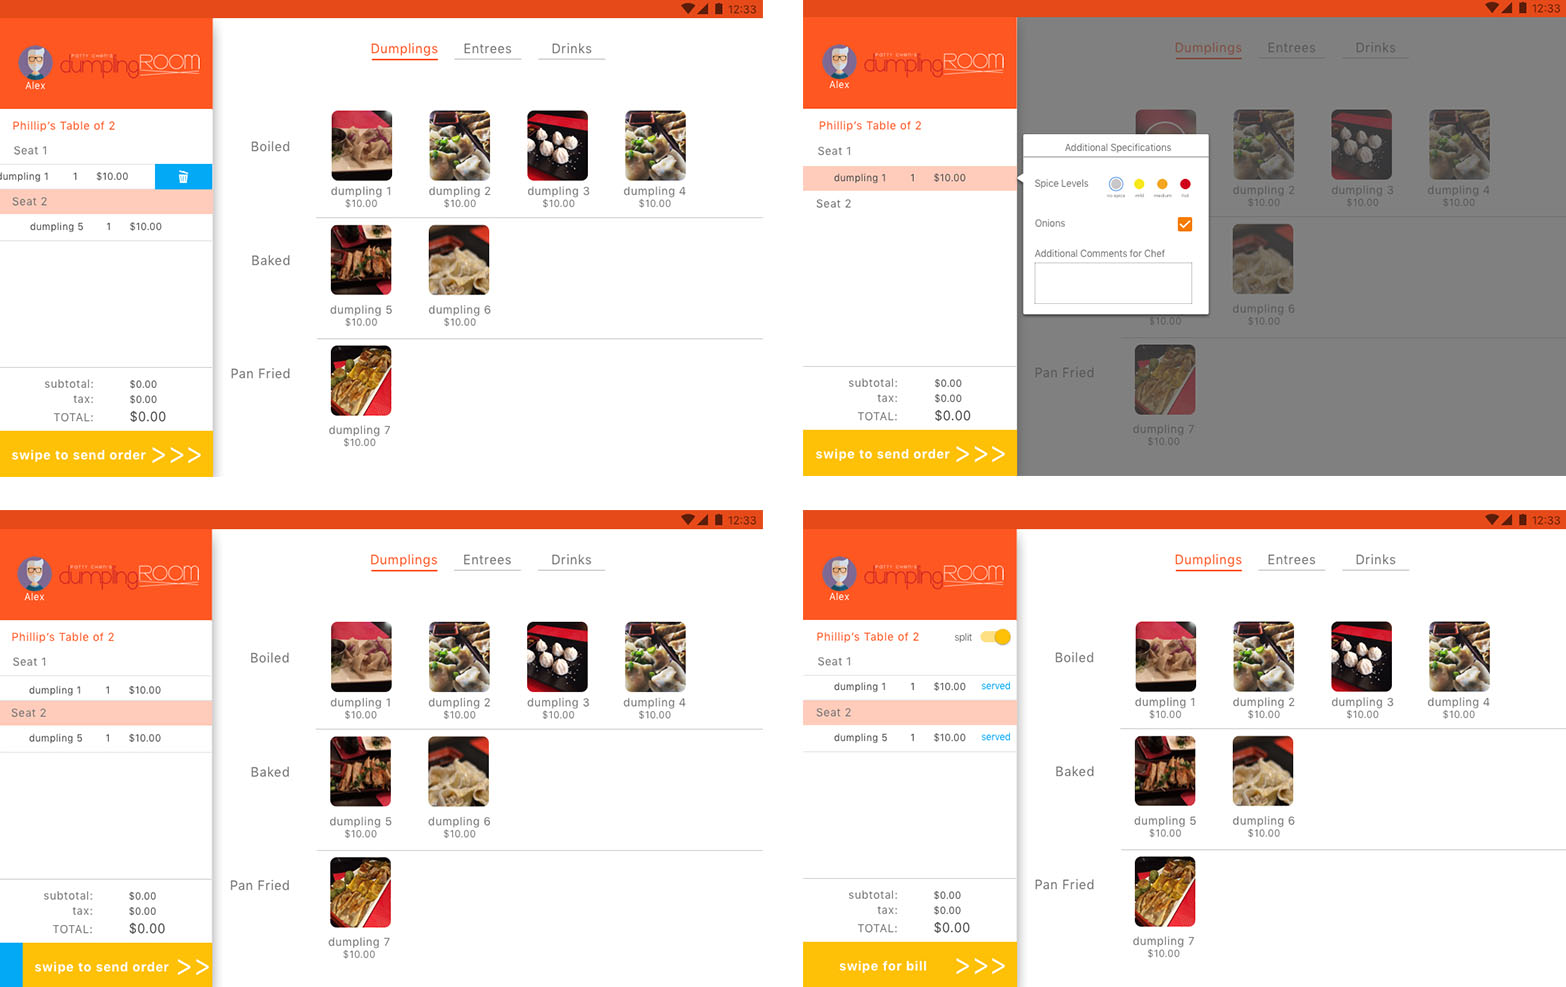 12:33
PATTY CHEN'S
dumplingROOM
Alex
Dumplings Entrees Drinks
Phillip's Table of 2
Seat 1
dumpling 1 1 $10.00
Seat 2
dumpling 5 1 $10.00
Boiled
dumpling 1 dumpling 2 dumpling 3 dumpling 4
$10.00 $10.00 $10.00 $10.00
Baked
dumpling 5 dumpling 6
$10.00 $10.00
Pan Fried
dumpling 7
$10.00
subtotal: $0.00
tax: $0.00
TOTAL: $0.00
swipe to send order >>>
12:33
dumplingROOM
Alex
Dumplings Entrees Drinks
Phillip's Table of 2
Seat 1
dumpling 1 1 $10.00
Seat 2
Additional Specifications
Spice Levels
no spice mild medium hot
Onions
Additional Comments for Chef
dumpling 2 dumpling 3 dumpling 4
$10.00 $10.00 $10.00
dumpling 6
$10.00 $10.00
Pan Fried
dumpling 7
$10.00
subtotal: $0.00
tax: $0.00
TOTAL: $0.00
swipe to send order >>>
12:33
PATTY CHEN'S
dumplingROOM
Alex
Dumplings Entrees Drinks
Phillip's Table of 2
Seat 1
dumpling 1 1 $10.00
Seat 2
dumpling 5 1 $10.00
Boiled
dumpling 1 dumpling 2 dumpling 3 dumpling 4
$10.00 $10.00 $10.00 $10.00
Baked
dumpling 5 dumpling 6
$10.00 $10.00
Pan Fried
dumpling 7
$10.00
subtotal: $0.00
tax: $0.00
TOTAL: $0.00
swipe to send order >>
12:33
PATTY CHEN'S
dumplingROOM
Alex
Dumplings Entrees Drinks
Phillip's Table of 2 split
Seat 1
dumpling 1 1 $10.00 served
Seat 2
dumpling 5 1 $10.00 served
Boiled
dumpling 1 dumpling 2 dumpling 3 dumpling 4
$10.00 $10.00 $10.00 $10.00
Baked
dumpling 5 dumpling 6
$10.00 $10.00
Pan Fried
dumpling 7
$10.00
subtotal: $0.00
tax: $0.00
TOTAL: $0.00
swipe for bill >>>